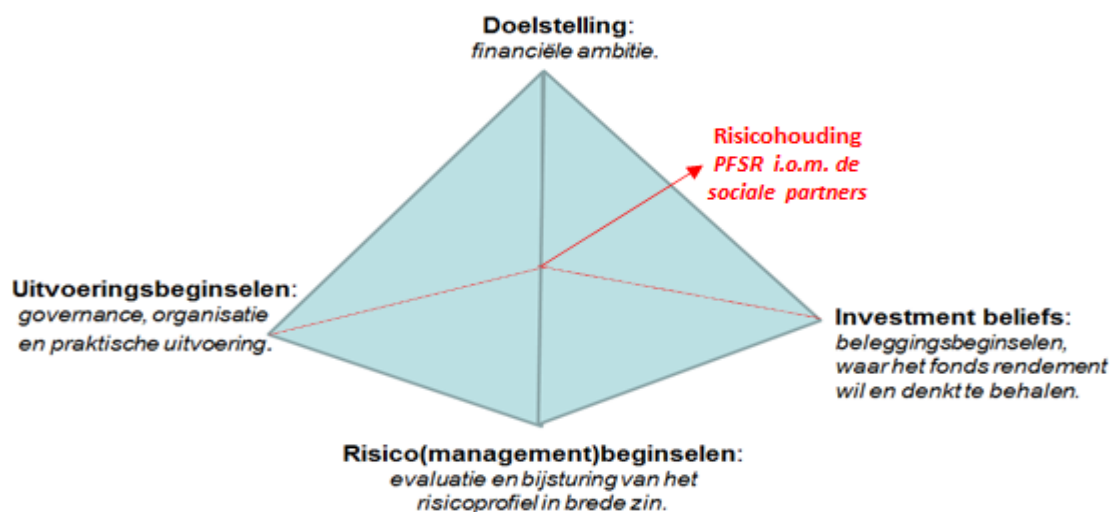 Doelstelling:
financiële ambitie.
Risicohouding
PFSR i.o.m. de
sociale partners
Uitvoeringsbeginselen:
governance, organisatie
en praktische uitvoering.
Investment beliefs:
beleggingsbeginselen,
waar het fonds rendement
wil en denkt te behalen.
Risico(management)beginselen:
evaluatie en bijsturing van het
risicoprofiel in brede zin.